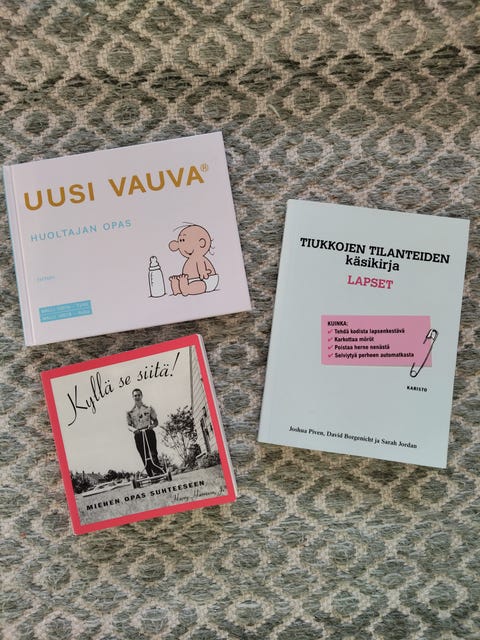 UUSI VAUVA®
HUOLTAJAN OPAS
TIUKKOJEN TILANTEIDEN
käsikirja
LAPSET
KUINKA:
✓ Tehdä kodista lapsenkestävä
✓ Karkottaa möröt
✓ Poistaa herne nenästä
✓ Selviytyä perheen automatkasta
KARISTO
Joshua Piven, David Borgenicht ja Sarah Jordan
Kyllä se siitä!
MIEHEN OPAS SUHTEESEEN